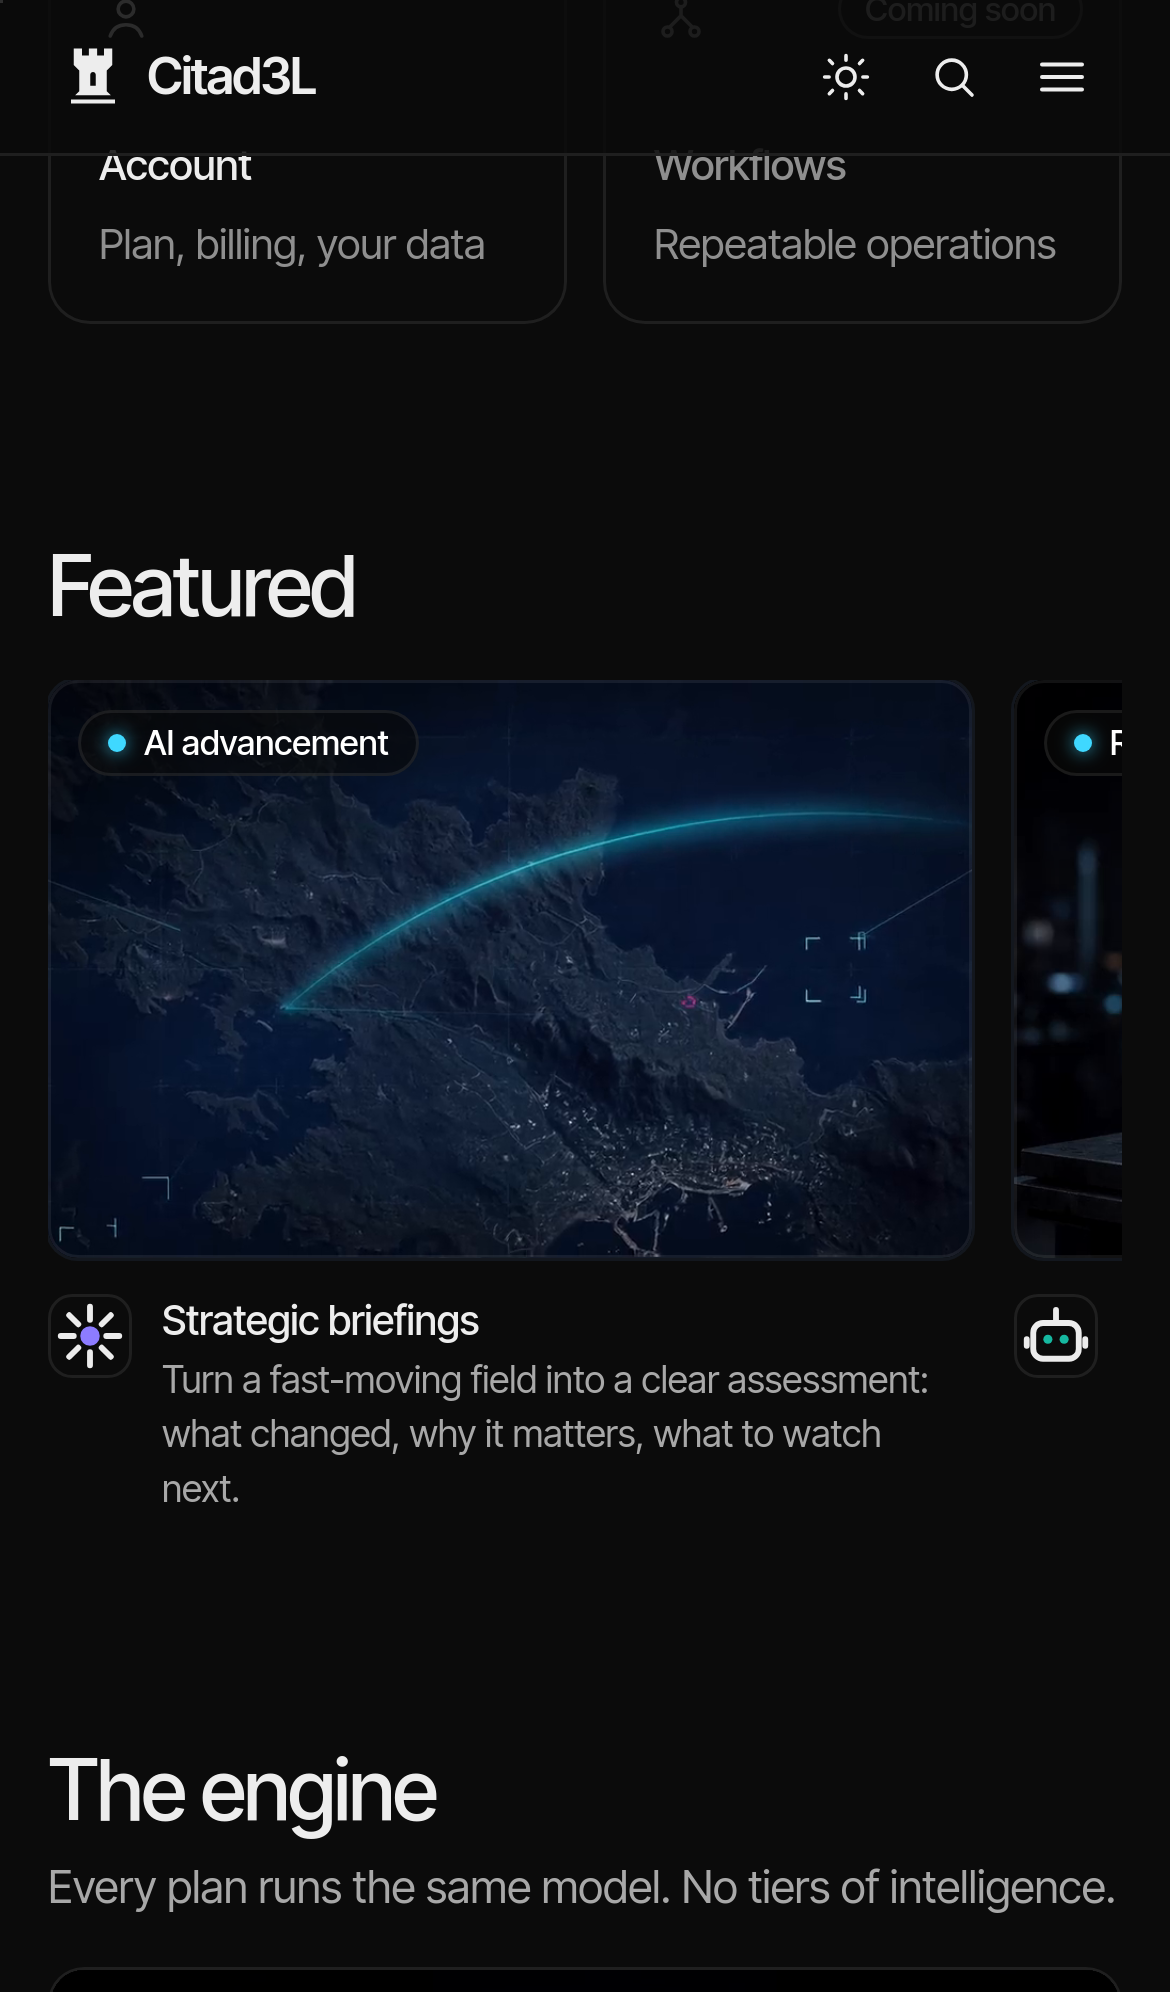 Coming soon
Citad3L
Account
Workflows
Plan, billing, your data
Repeatable operations
Featured
AI advancement
Strategic briefings
Turn a fast-moving field into a clear assessment:
what changed, why it matters, what to watch
next.
The engine
Every plan runs the same model. No tiers of intelligence.